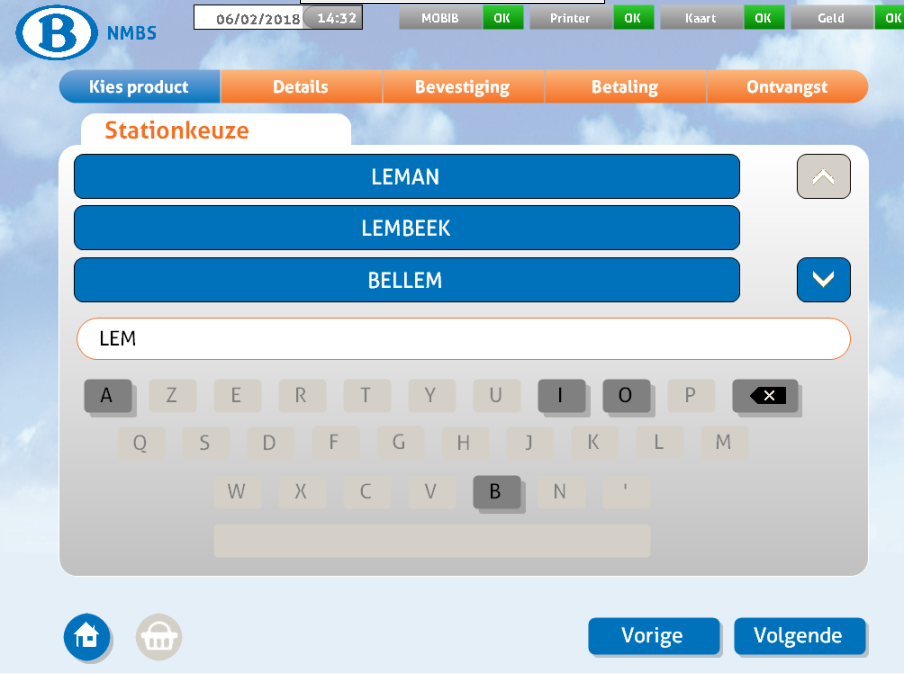 B NMBS
06/02/2018 14:32 MOBIB OK Printer OK Kaart OK Geld OK
Kies product Details Bevestiging Betaling Ontvangst
Stationkeuze
LEMAN
LEMBEEK
BELLEM
LEM
A Z E R T Y U I O P
Q S D F G H J K L M
W X C V B N '
Vorige Volgende